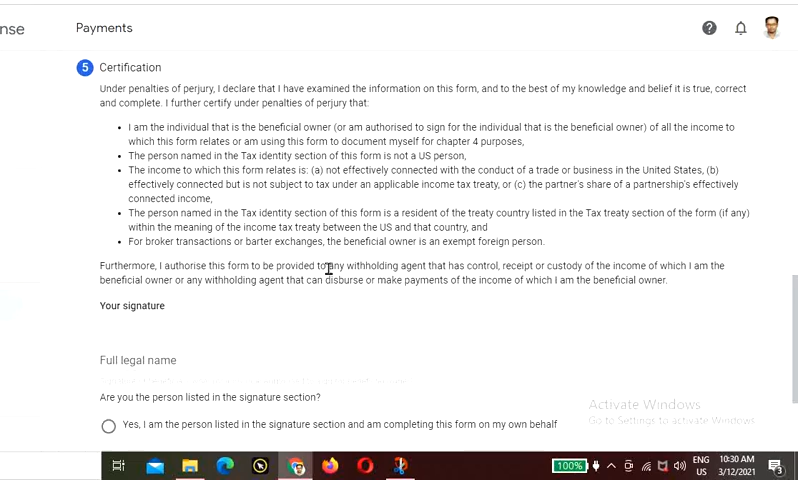 nse
Payments
5 Certification
Under penalties of perjury, I declare that I have examined the information on this form, and to the best of my knowledge and belief it is true, correct
and complete. I further certify under penalties of perjury that:
• I am the individual that is the beneficial owner (or am authorised to sign for the individual that is the beneficial owner) of all the income to
which this form relates or am using this form to document myself for chapter 4 purposes,
• The person named in the Tax identity section of this form is not a US person,
• The income to which this form relates is: (a) not effectively connected with the conduct of a trade or business in the United States, (b)
effectively connected but is not subject to tax under an applicable income tax treaty, or (c) the partner's share of a partnership's effectively
connected income,
• The person named in the Tax identity section of this form is a resident of the treaty country listed in the Tax treaty section of the form (if any)
within the meaning of the income tax treaty between the US and that country, and
• For broker transactions or barter exchanges, the beneficial owner is an exempt foreign person.
Furthermore, I authorise this form to be provided to any withholding agent that has control, receipt or custody of the income of which I am the
beneficial owner or any withholding agent that can disburse or make payments of the income of which I am the beneficial owner.
Your signature
Full legal name
Are you the person listed in the signature section?
Yes, I am the person listed in the signature section and am completing this form on my own behalf
Activate Windows
Go to Settings to activate Windows
100%
ENG
US
10:30 AM
3/12/2021
3